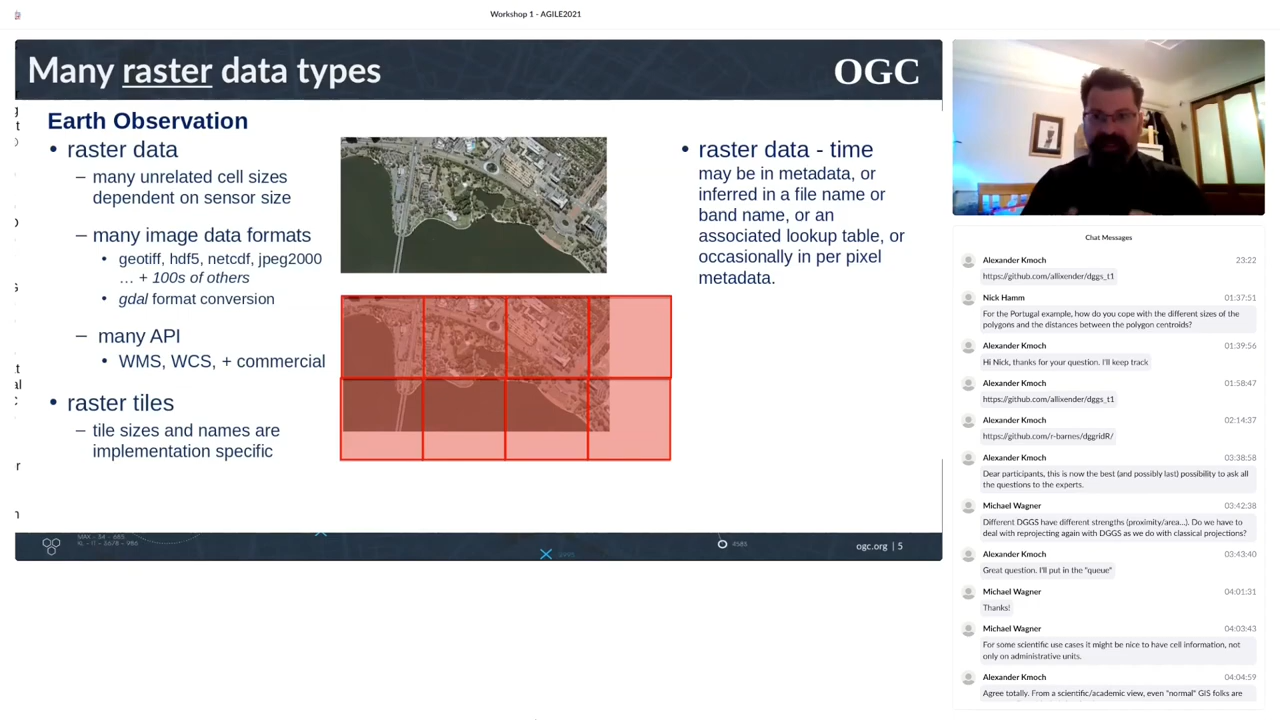 Workshop 1 - AGILE2021
Many raster data types
OGC
Earth Observation
• raster data
– many unrelated cell sizes
dependent on sensor size
– many image data formats
• geotiff, hdf5, netcdf, jpeg2000
… + 100s of others
• gdal format conversion
– many API
• WMS, WCS, + commercial
• raster tiles
– tile sizes and names are
implementation specific
• raster data - time
may be in metadata, or
inferred in a file name or
band name, or an
associated lookup table, or
occasionally in per pixel
metadata.
4585
ogc.org | 5
Chat Messages
Alexander Kmoch 23:22
https://github.com/allixender/dggs_t1
Nick Hamm 01:37:51
For the Portugal example, how do you cope with the different sizes of the
polygons and the distances between the polygon centroids?
Alexander Kmoch 01:39:56
Hi Nick, thanks for your question. I'll keep track
Alexander Kmoch 01:58:47
https://github.com/allixender/dggs_t1
Alexander Kmoch 02:14:37
https://github.com/r-barnes/dggridR/
Alexander Kmoch 03:38:58
Dear participants, this is now the best (and possibly last) possibility to ask all
the questions to the experts.
Michael Wagner 03:42:38
Different DGGS have different strengths (proximity/area...). Do we have to
deal with reprojecting again with DGGS as we do with classical projections?
Alexander Kmoch 03:43:40
Great question. I'll put in the "queue"
Michael Wagner 04:01:31
Thanks!
Michael Wagner 04:03:43
For some scientific use cases it might be nice to have cell information, not
only on administrative units.
Alexander Kmoch 04:04:59
Agree totally. From a scientific/academic view, even "normal" GIS folks are